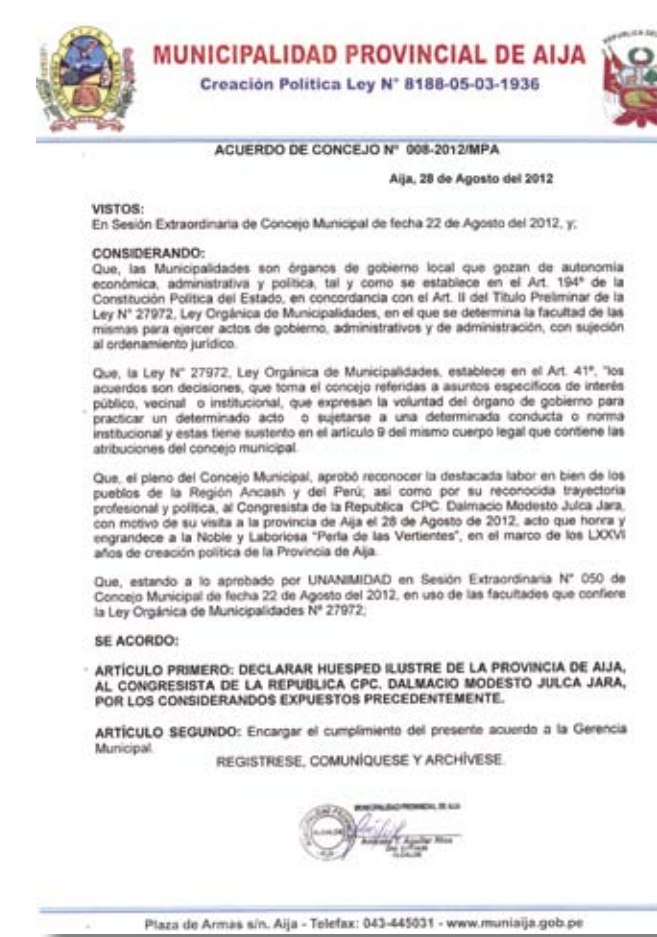 MUNICIPALIDAD PROVINCIAL DE AIJA
Creación Política Ley N° 8188-05-03-1936
ACUERDO DE CONCEJO N° 008-2012/MPA
Aija, 28 de Agosto del 2012
VISTOS:
En Sesión Extraordinaria de Concejo Municipal de fecha 22 de Agosto del 2012, y;
CONSIDERANDO:
Que, las Municipalidades son órganos de gobierno local que gozan de autonomía
económica, administrativa y política, tal y como se establece en el Art. 194° de la
Constitución Política del Estado, en concordancia con el Art. II del Título Preliminar de la
Ley N° 27972, Ley Orgánica de Municipalidades, en el que se determina la facultad de las
mismas para ejercer actos de gobierno, administrativos y de administración, con sujeción
al ordenamiento jurídico.
Que, la Ley N° 27972, Ley Orgánica de Municipalidades, establece en el Art. 41°, "los
acuerdos son decisiones, que toma el concejo referidas a asuntos específicos de interés
público, vecinal o institucional, que expresan la voluntad del órgano de gobierno para
practicar un determinado acto o sujetarse a una determinada conducta o norma
institucional y estas tiene sustento en el artículo 9 del mismo cuerpo legal que contiene las
atribuciones del concejo municipal.
Que, el pleno del Concejo Municipal, aprobó reconocer la destacada labor en bien de los
pueblos de la Región Ancash y del Perú; así como por su reconocida trayectoria
profesional y política, al Congresista de la Republica CPC. Dalmacio Modesto Julca Jara,
con motivo de su visita a la provincia de Aija el 28 de Agosto de 2012, acto que honra y
engrandece a la Noble y Laboriosa "Perla de las Vertientes", en el marco de los LXXVI
años de creación política de la Provincia de Aija.
Que, estando a lo aprobado por UNANIMIDAD en Sesión Extraordinaria N° 050 de
Concejo Municipal de fecha 22 de Agosto del 2012, en uso de las facultades que confiere
la Ley Orgánica de Municipalidades Nº 27972;
SE ACORDO:
ARTÍCULO PRIMERO: DECLARAR HUESPED ILUSTRE DE LA PROVINCIA DE AIJA,
AL CONGRESISTA DE LA REPUBLICA CPC. DALMACIO MODESTO JULCA JARA,
POR LOS CONSIDERANDOS EXPUESTOS PRECEDENTEMENTE.
ARTÍCULO SEGUNDO: Encargar el cumplimiento del presente acuerdo a la Gerencia
Municipal.
REGISTRESE, COMUNÍQUESE Y ARCHÍVESE.
MUNICIPALIDAD PROVINCIAL DE AIJA
ALCALDE
Plaza de Armas s/n. Aija - Telefax: 043-445031 - www.muniaija.gob.pe